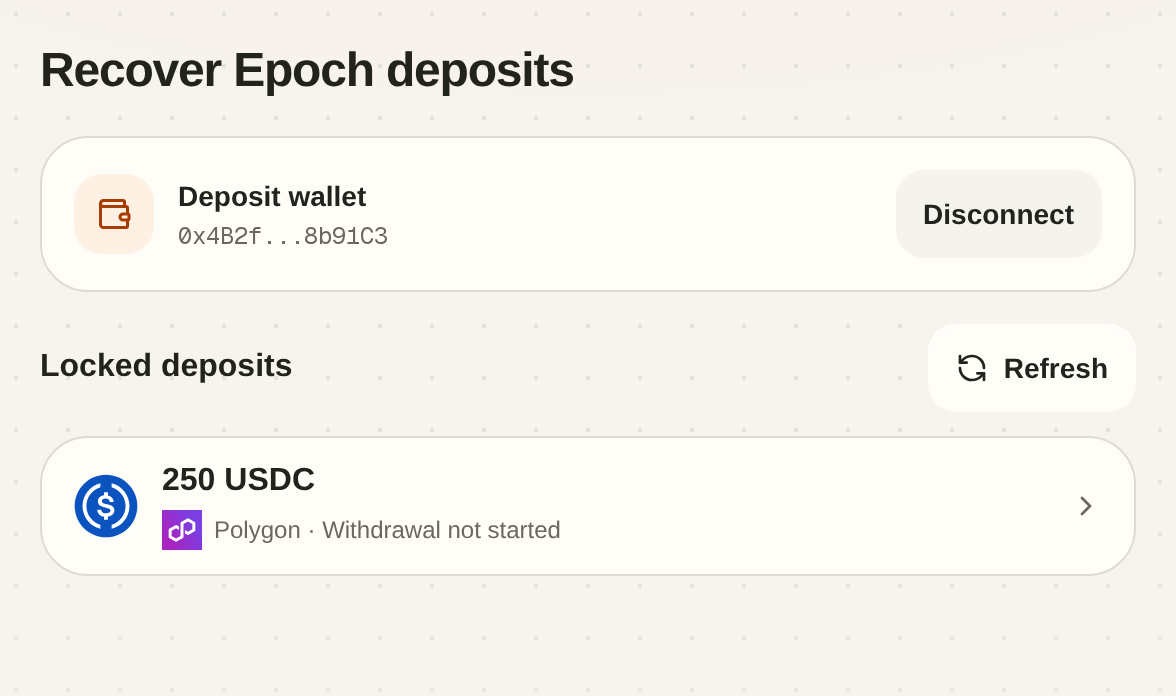 Recover Epoch deposits
Deposit wallet
0x4B2f...8b91C3
Disconnect
Locked deposits
Refresh
250 USDC
Polygon · Withdrawal not started